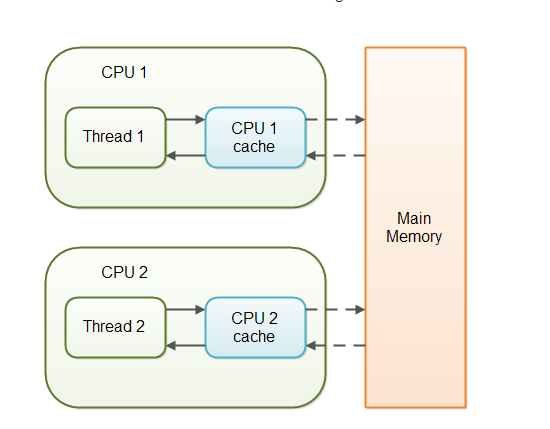 CPU 1
Thread 1
CPU 1
cache
Main
Memory
CPU 2
Thread 2
CPU 2
cache